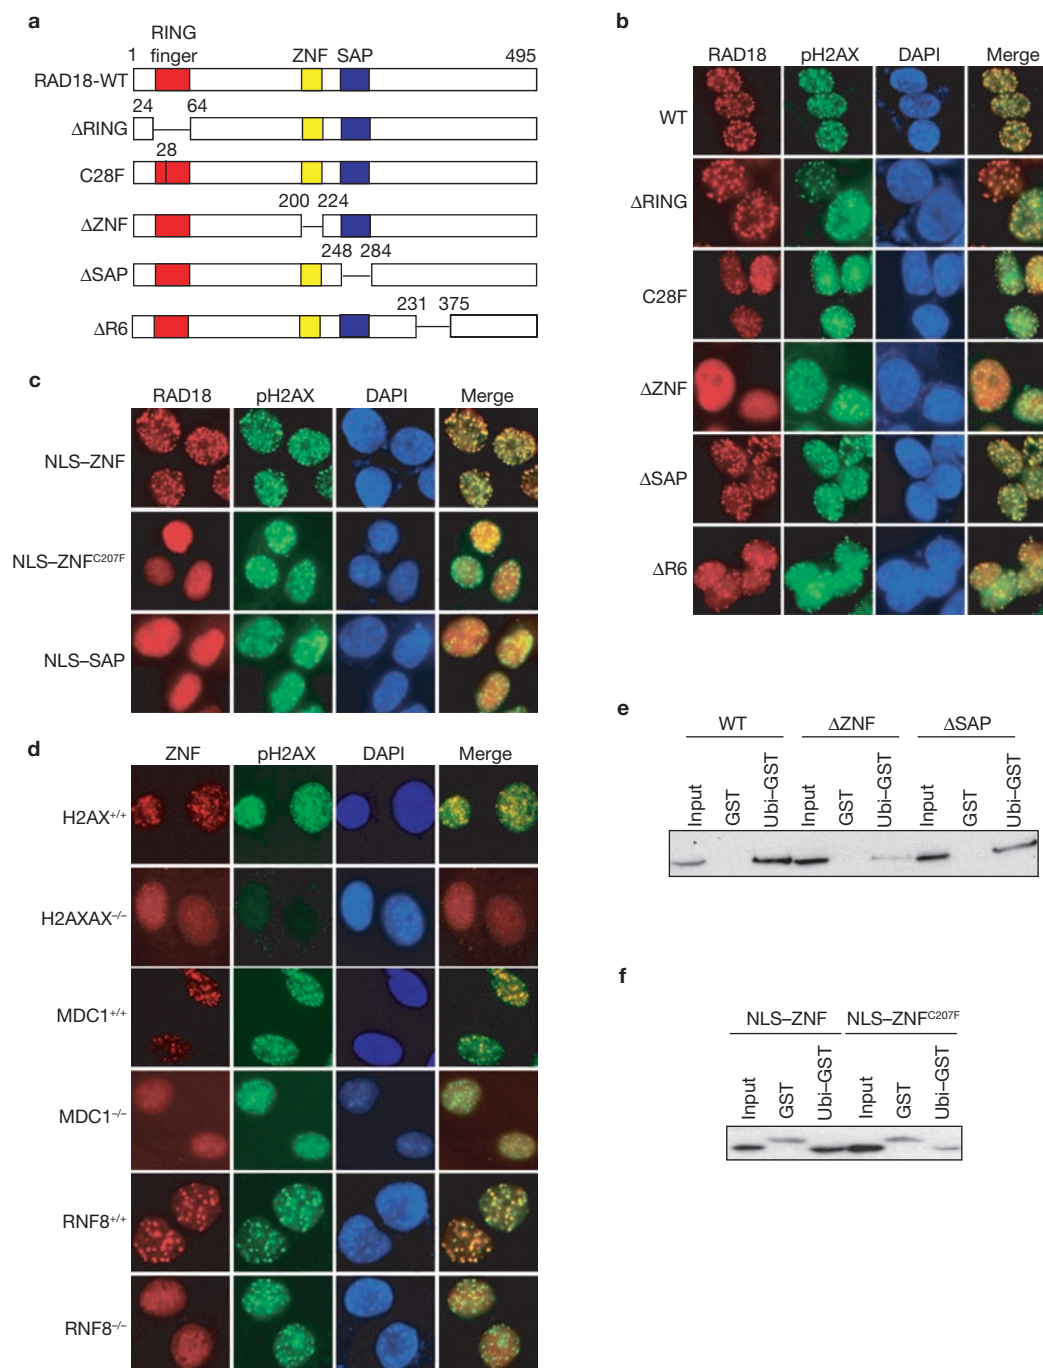 a
RING
finger
1 ZNF SAP 495
RAD18-WT
24 64
ΔRING
28
C28F
200 224
ΔZNF
248 284
ΔSAP
231 375
ΔR6
b
RAD18 pH2AX DAPI Merge
WT
ΔRING
C28F
ΔZNF
ΔSAP
ΔR6
c
RAD18 pH2AX DAPI Merge
NLS–ZNF
NLS–ZNF^C207F
NLS–SAP
d
ZNF pH2AX DAPI Merge
H2AX+/+
H2AXAX–/–
MDC1+/+
MDC1–/–
RNF8+/+
RNF8–/–
e
WT ΔZNF ΔSAP
Input GST Ubi–GST Input GST Ubi–GST Input GST Ubi–GST
f
NLS–ZNF NLS–ZNF^C207F
Input GST Ubi–GST Input GST Ubi–GST